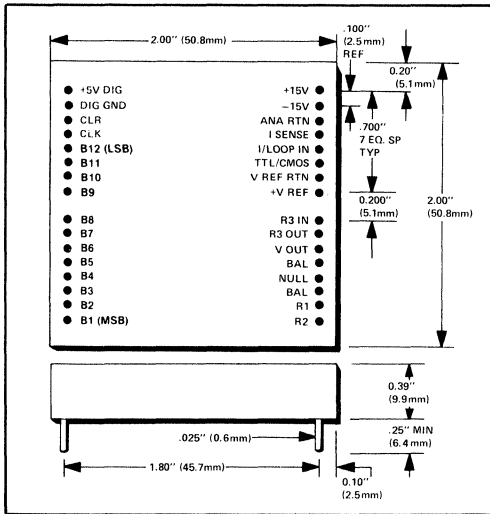 2.00'' (50.8mm)
.100''
(2.5mm)
REF
0.20''
(5.1mm)
+5V DIG
DIG GND
CLR
CLK
B12 (LSB)
B11
B10
B9
B8
B7
B6
B5
B4
B3
B2
B1 (MSB)
+15V
−15V
ANA RTN
I SENSE
I/LOOP IN
TTL/CMOS
V REF RTN
+V REF
R3 IN
R3 OUT
V OUT
BAL
NULL
BAL
R1
R2
.700''
7 EQ. SP
TYP
0.200''
(5.1mm)
2.00''
(50.8mm)
0.39''
(9.9mm)
.25'' MIN
(6.4mm)
.025'' (0.6mm)
1.80'' (45.7mm)
0.10''
(2.5mm)